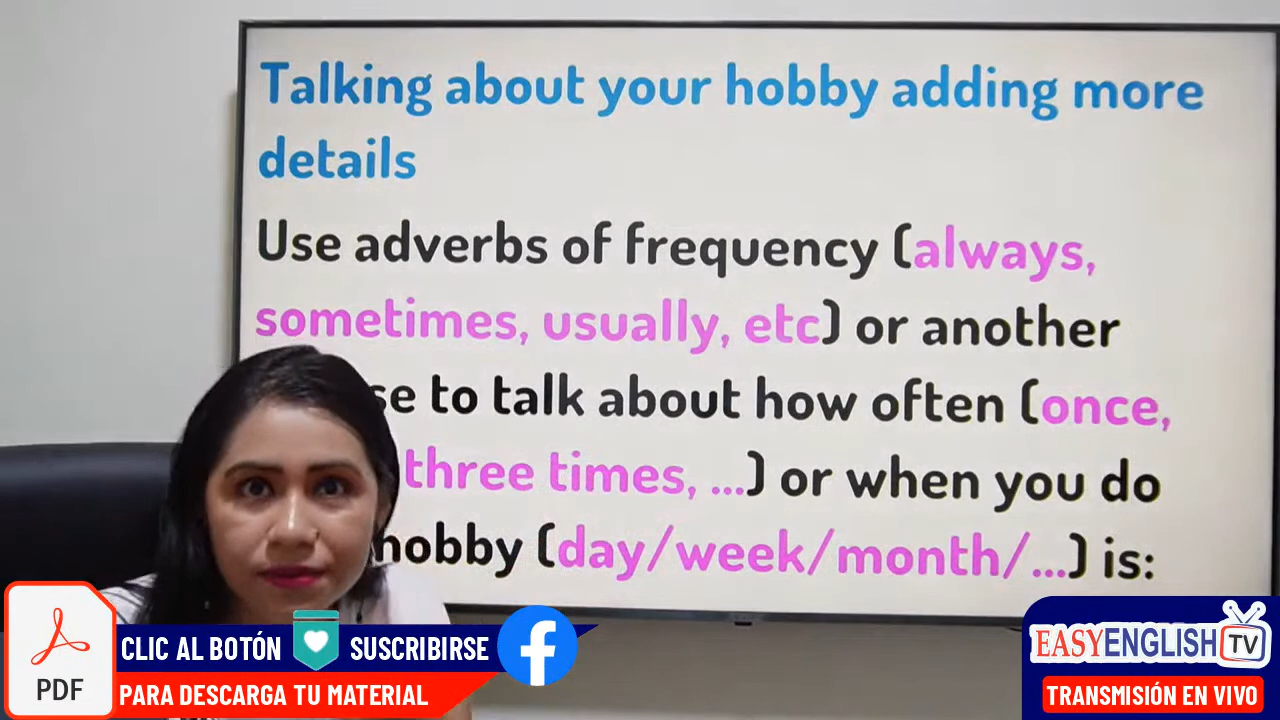 Talking about your hobby adding more
details
Use adverbs of frequency (always,
sometimes, usually, etc) or another
se to talk about how often (once,
three times, ...) or when you do
hobby (day/week/month/...) is:
PDF
CLIC AL BOTÓN SUSCRIBIRSE
PARA DESCARGA TU MATERIAL
EASYENGLISH TV
TRANSMISIÓN EN VIVO